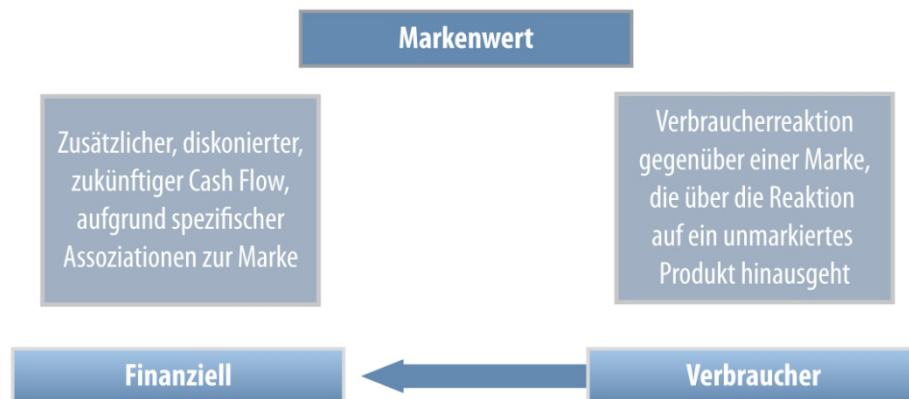 Markenwert
Zusätzlicher, diskonierter,
zukünftiger Cash Flow,
aufgrund spezifischer
Assoziationen zur Marke
Verbraucherreaktion
gegenüber einer Marke,
die über die Reaktion
auf ein unmarkiertes
Produkt hinausgeht
Finanziell
Verbraucher